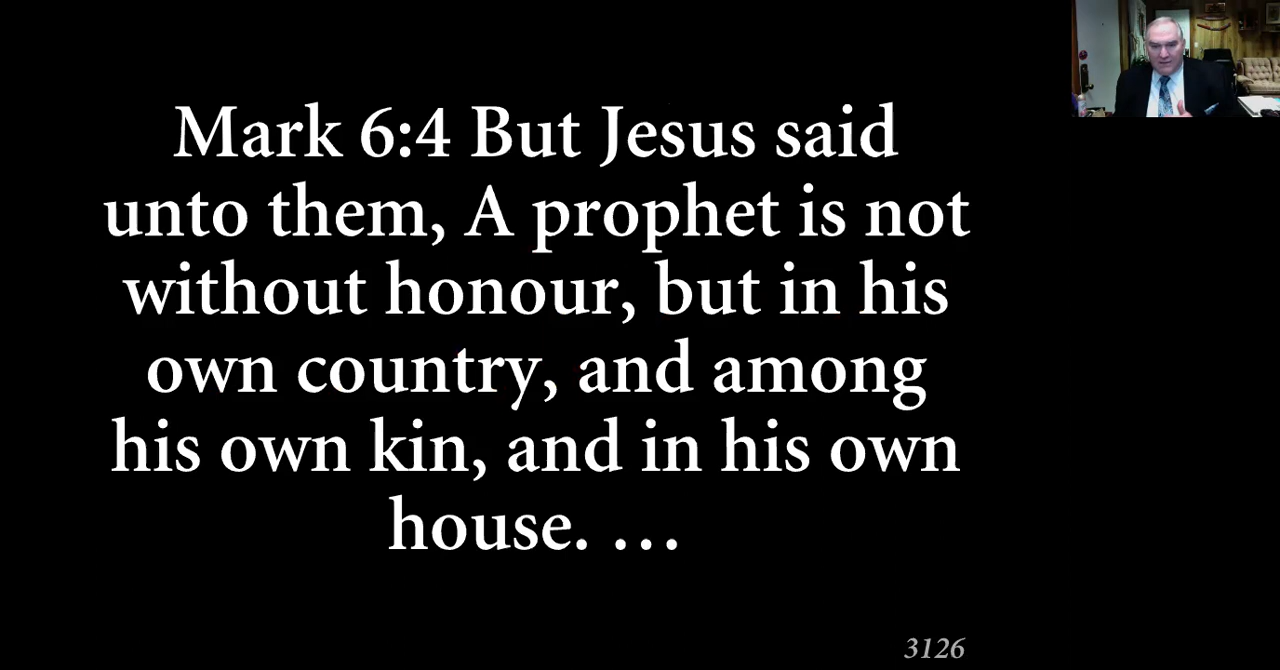 Mark 6:4 But Jesus said
unto them, A prophet is not
without honour, but in his
own country, and among
his own kin, and in his own
house. …
3126